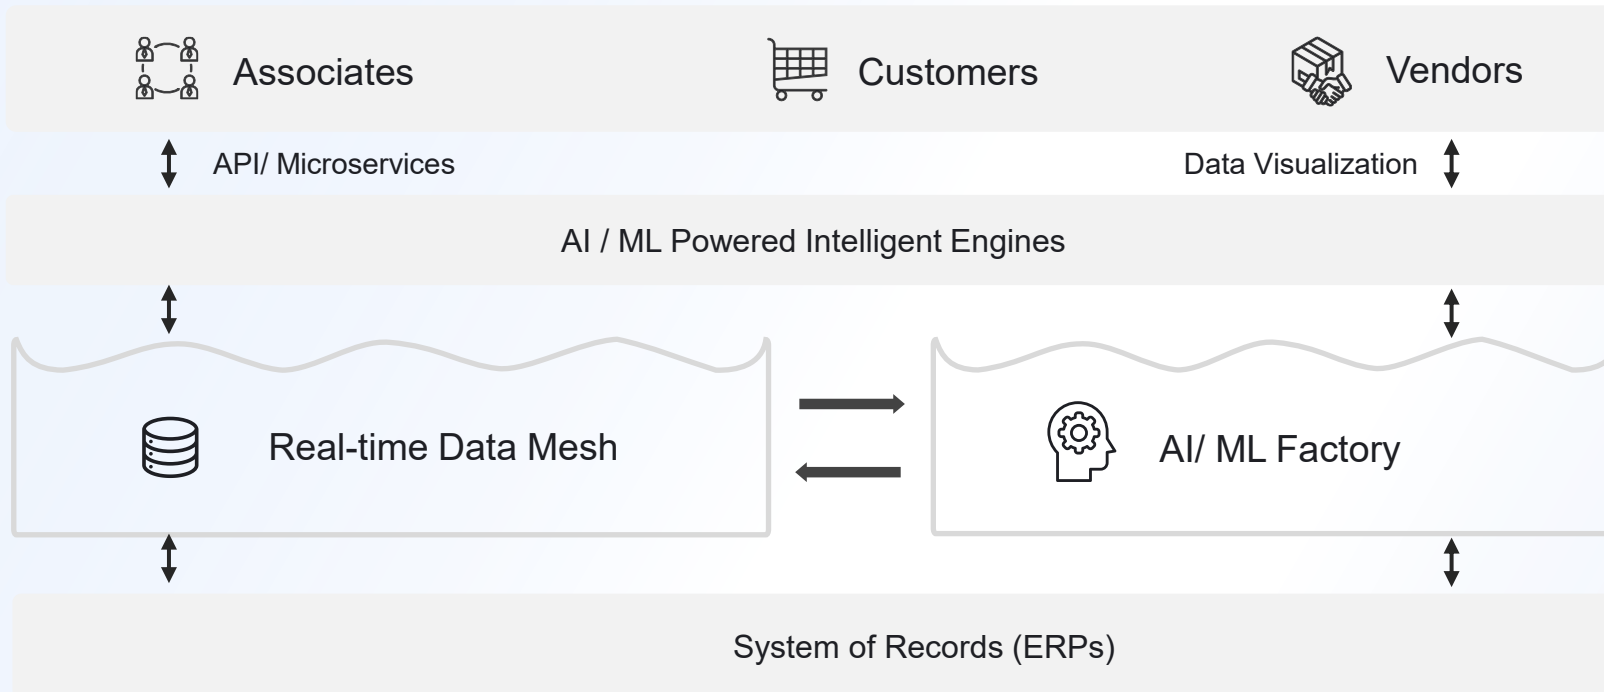 Associates
Customers
Vendors
API/ Microservices
Data Visualization
AI / ML Powered Intelligent Engines
Real-time Data Mesh
AI/ ML Factory
System of Records (ERPs)